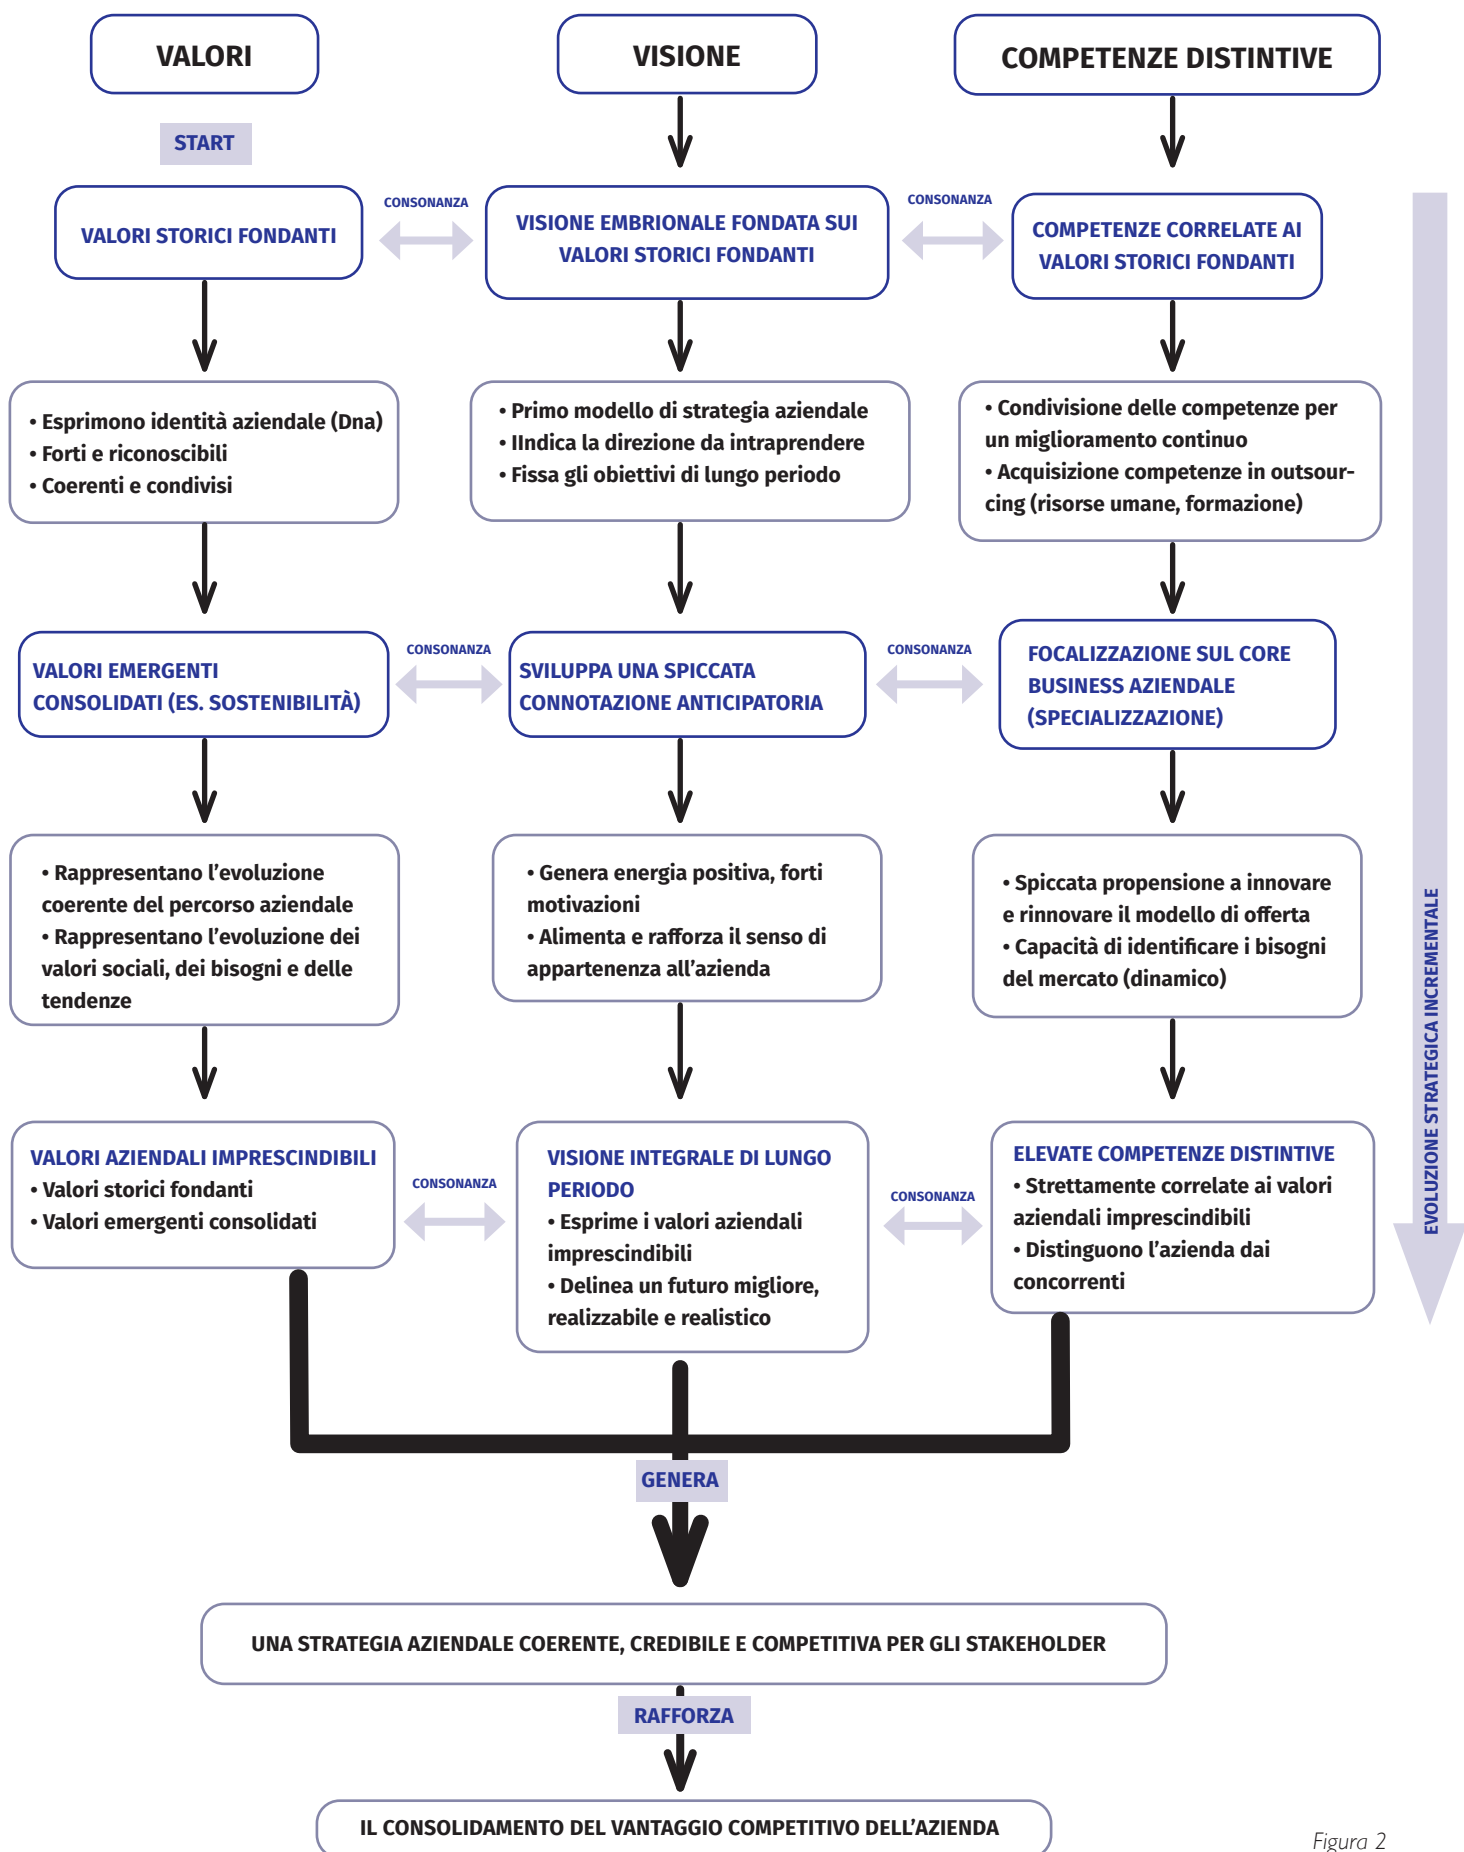 VALORI
VISIONE
COMPETENZE DISTINTIVE
START
VALORI STORICI FONDANTI
CONSONANZA
VISIONE EMBRIONALE FONDATA SUI
VALORI STORICI FONDANTI
CONSONANZA
COMPETENZE CORRELATE AI
VALORI STORICI FONDANTI
• Esprimono identità aziendale (Dna)
• Forti e riconoscibili
• Coerenti e condivisi
• Primo modello di strategia aziendale
• IIndica la direzione da intraprendere
• Fissa gli obiettivi di lungo periodo
• Condivisione delle competenze per
un miglioramento continuo
• Acquisizione competenze in outsour-
cing (risorse umane, formazione)
VALORI EMERGENTI
CONSOLIDATI (ES. SOSTENIBILITÀ)
CONSONANZA
SVILUPPA UNA SPICCATA
CONNOTAZIONE ANTICIPATORIA
CONSONANZA
FOCALIZZAZIONE SUL CORE
BUSINESS AZIENDALE
(SPECIALIZZAZIONE)
• Rappresentano l’evoluzione
coerente del percorso aziendale
• Rappresentano l’evoluzione dei
valori sociali, dei bisogni e delle
tendenze
• Genera energia positiva, forti
motivazioni
• Alimenta e rafforza il senso di
appartenenza all’azienda
• Spiccata propensione a innovare
e rinnovare il modello di offerta
• Capacità di identificare i bisogni
del mercato (dinamico)
EVOLUZIONE STRATEGICA INCREMENTALE
VALORI AZIENDALI IMPRESCINDIBILI
• Valori storici fondanti
• Valori emergenti consolidati
CONSONANZA
VISIONE INTEGRALE DI LUNGO
PERIODO
• Esprime i valori aziendali
imprescindibili
• Delinea un futuro migliore,
realizzabile e realistico
CONSONANZA
ELEVATE COMPETENZE DISTINTIVE
• Strettamente correlate ai valori
aziendali imprescindibili
• Distinguono l’azienda dai
concorrenti
GENERA
UNA STRATEGIA AZIENDALE COERENTE, CREDIBILE E COMPETITIVA PER GLI STAKEHOLDER
RAFFORZA
IL CONSOLIDAMENTO DEL VANTAGGIO COMPETITIVO DELL’AZIENDA
Figura 2